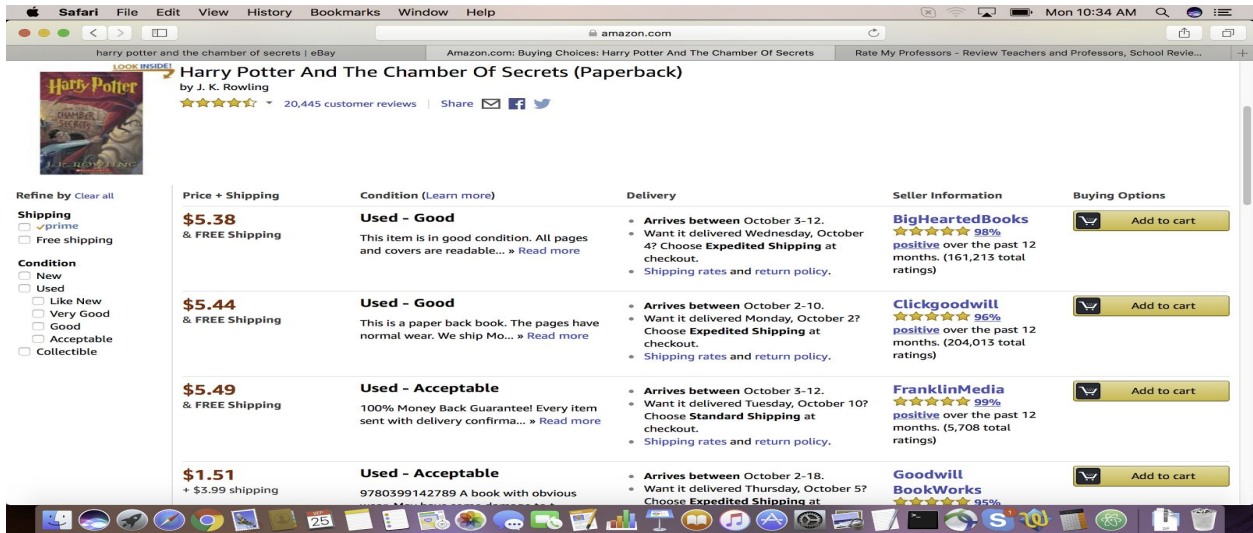 Safari File Edit View History Bookmarks Window Help Mon 10:34 AM
amazon.com
harry potter and the chamber of secrets | eBay Amazon.com: Buying Choices: Harry Potter And The Chamber Of Secrets Rate My Professors - Review Teachers and Professors, School Revie...
LOOK INSIDE!
Harry Potter
CHAMBER
SECRETS
J.K. ROWLING
Harry Potter And The Chamber Of Secrets (Paperback)
by J. K. Rowling
20,445 customer reviews | Share
Refine by Clear all
Shipping
prime
Free shipping
Condition
New
Used
Like New
Very Good
Good
Acceptable
Collectible
Price + Shipping Condition (Learn more) Delivery Seller Information Buying Options
$5.38
& FREE Shipping
Used - Good
This item is in good condition. All pages
and covers are readable... » Read more
Arrives between October 3-12.
Want it delivered Wednesday, October
4? Choose Expedited Shipping at
checkout.
Shipping rates and return policy.
BigHeartedBooks
98%
positive over the past 12
months. (161,213 total
ratings)
Add to cart
$5.44
& FREE Shipping
Used - Good
This is a paper back book. The pages have
normal wear. We ship Mo... » Read more
Arrives between October 2-10.
Want it delivered Monday, October 2?
Choose Expedited Shipping at
checkout.
Shipping rates and return policy.
Clickgoodwill
96%
positive over the past 12
months. (204,013 total
ratings)
Add to cart
$5.49
& FREE Shipping
Used - Acceptable
100% Money Back Guarantee! Every item
sent with delivery confirma... » Read more
Arrives between October 3-12.
Want it delivered Tuesday, October 10?
Choose Standard Shipping at
checkout.
Shipping rates and return policy.
FranklinMedia
99%
positive over the past 12
months. (5,708 total
ratings)
Add to cart
$1.51
+ $3.99 shipping
Used - Acceptable
9780399142789 A book with obvious
Arrives between October 2-18.
Want it delivered Thursday, October 5?
Choose Expedited Shipping at
Goodwill
BookWorks
95%
Add to cart
SEP
25